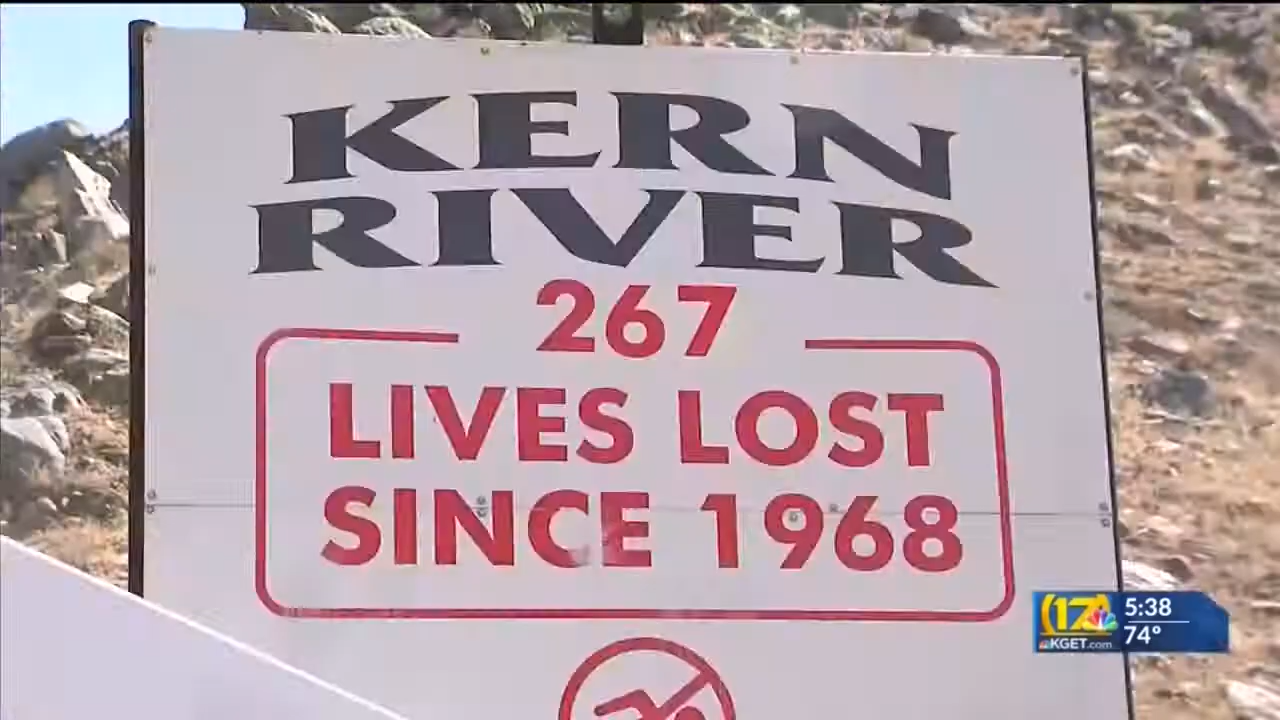 KERN
RIVER
267
LIVES LOST
SINCE 1968
17
5:38
KGET.com
74°